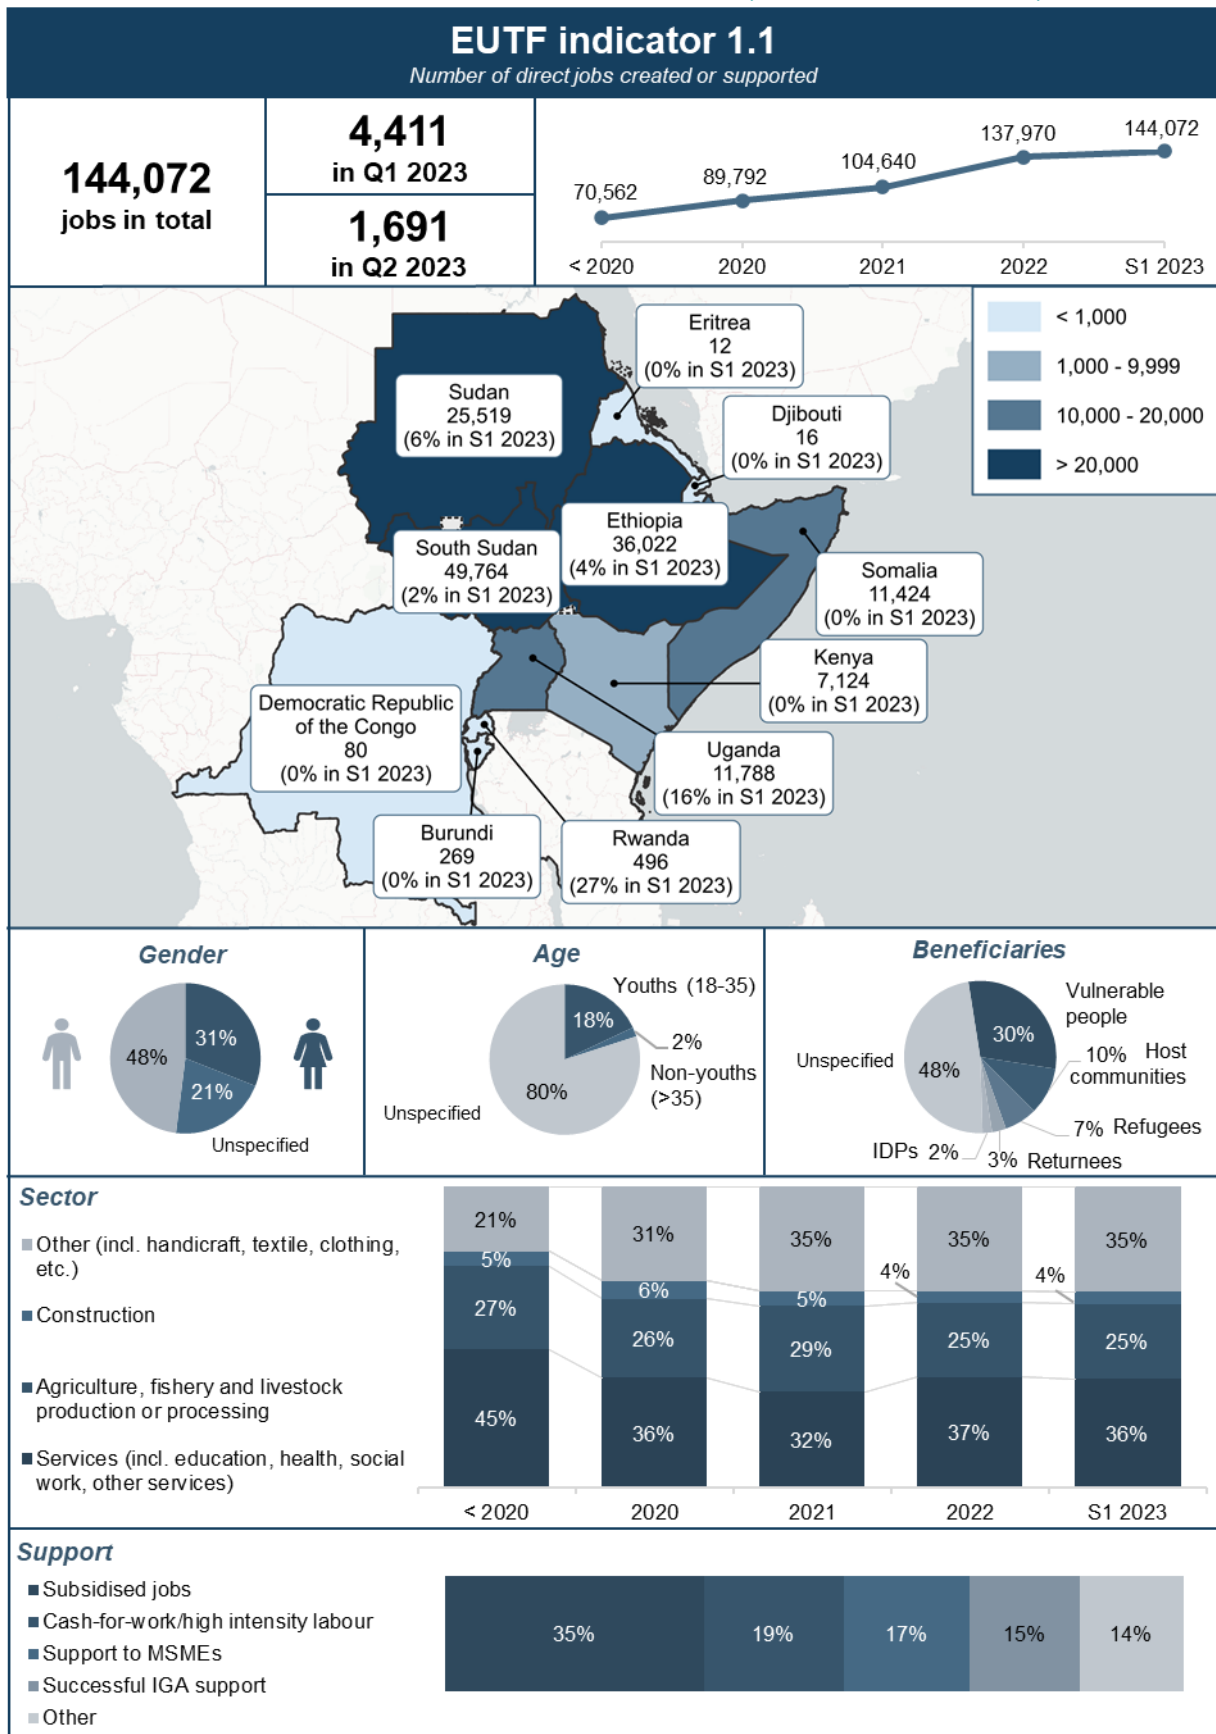 EUTF indicator 1.1
Number of direct jobs created or supported
144,072
jobs in total
4,411
in Q1 2023
1,691
in Q2 2023
70,562
89,792
104,640
137,970
144,072
< 2020
2020
2021
2022
S1 2023
< 1,000
1,000 - 9,999
10,000 - 20,000
> 20,000
Eritrea
12
(0% in S1 2023)
Sudan
25,519
(6% in S1 2023)
Djibouti
16
(0% in S1 2023)
Ethiopia
36,022
(4% in S1 2023)
South Sudan
49,764
(2% in S1 2023)
Somalia
11,424
(0% in S1 2023)
Kenya
7,124
(0% in S1 2023)
Democratic Republic
of the Congo
80
(0% in S1 2023)
Uganda
11,788
(16% in S1 2023)
Burundi
269
(0% in S1 2023)
Rwanda
496
(27% in S1 2023)
Gender
31%
48%
21%
Unspecified
Age
Youths (18-35)
18%
2%
Non-youths
(>35)
80%
Unspecified
Beneficiaries
Vulnerable
people
30%
10% Host
communities
Unspecified
48%
7% Refugees
IDPs 2%
3% Returnees
Sector
Other (incl. handicraft, textile, clothing,
etc.)
Construction
Agriculture, fishery and livestock
production or processing
Services (incl. education, health, social
work, other services)
21%
31%
35%
35%
35%
5%
6%
5%
4%
4%
27%
26%
29%
25%
25%
45%
36%
32%
37%
36%
< 2020
2020
2021
2022
S1 2023
Support
Subsidised jobs
Cash-for-work/high intensity labour
Support to MSMEs
Successful IGA support
Other
35%
19%
17%
15%
14%